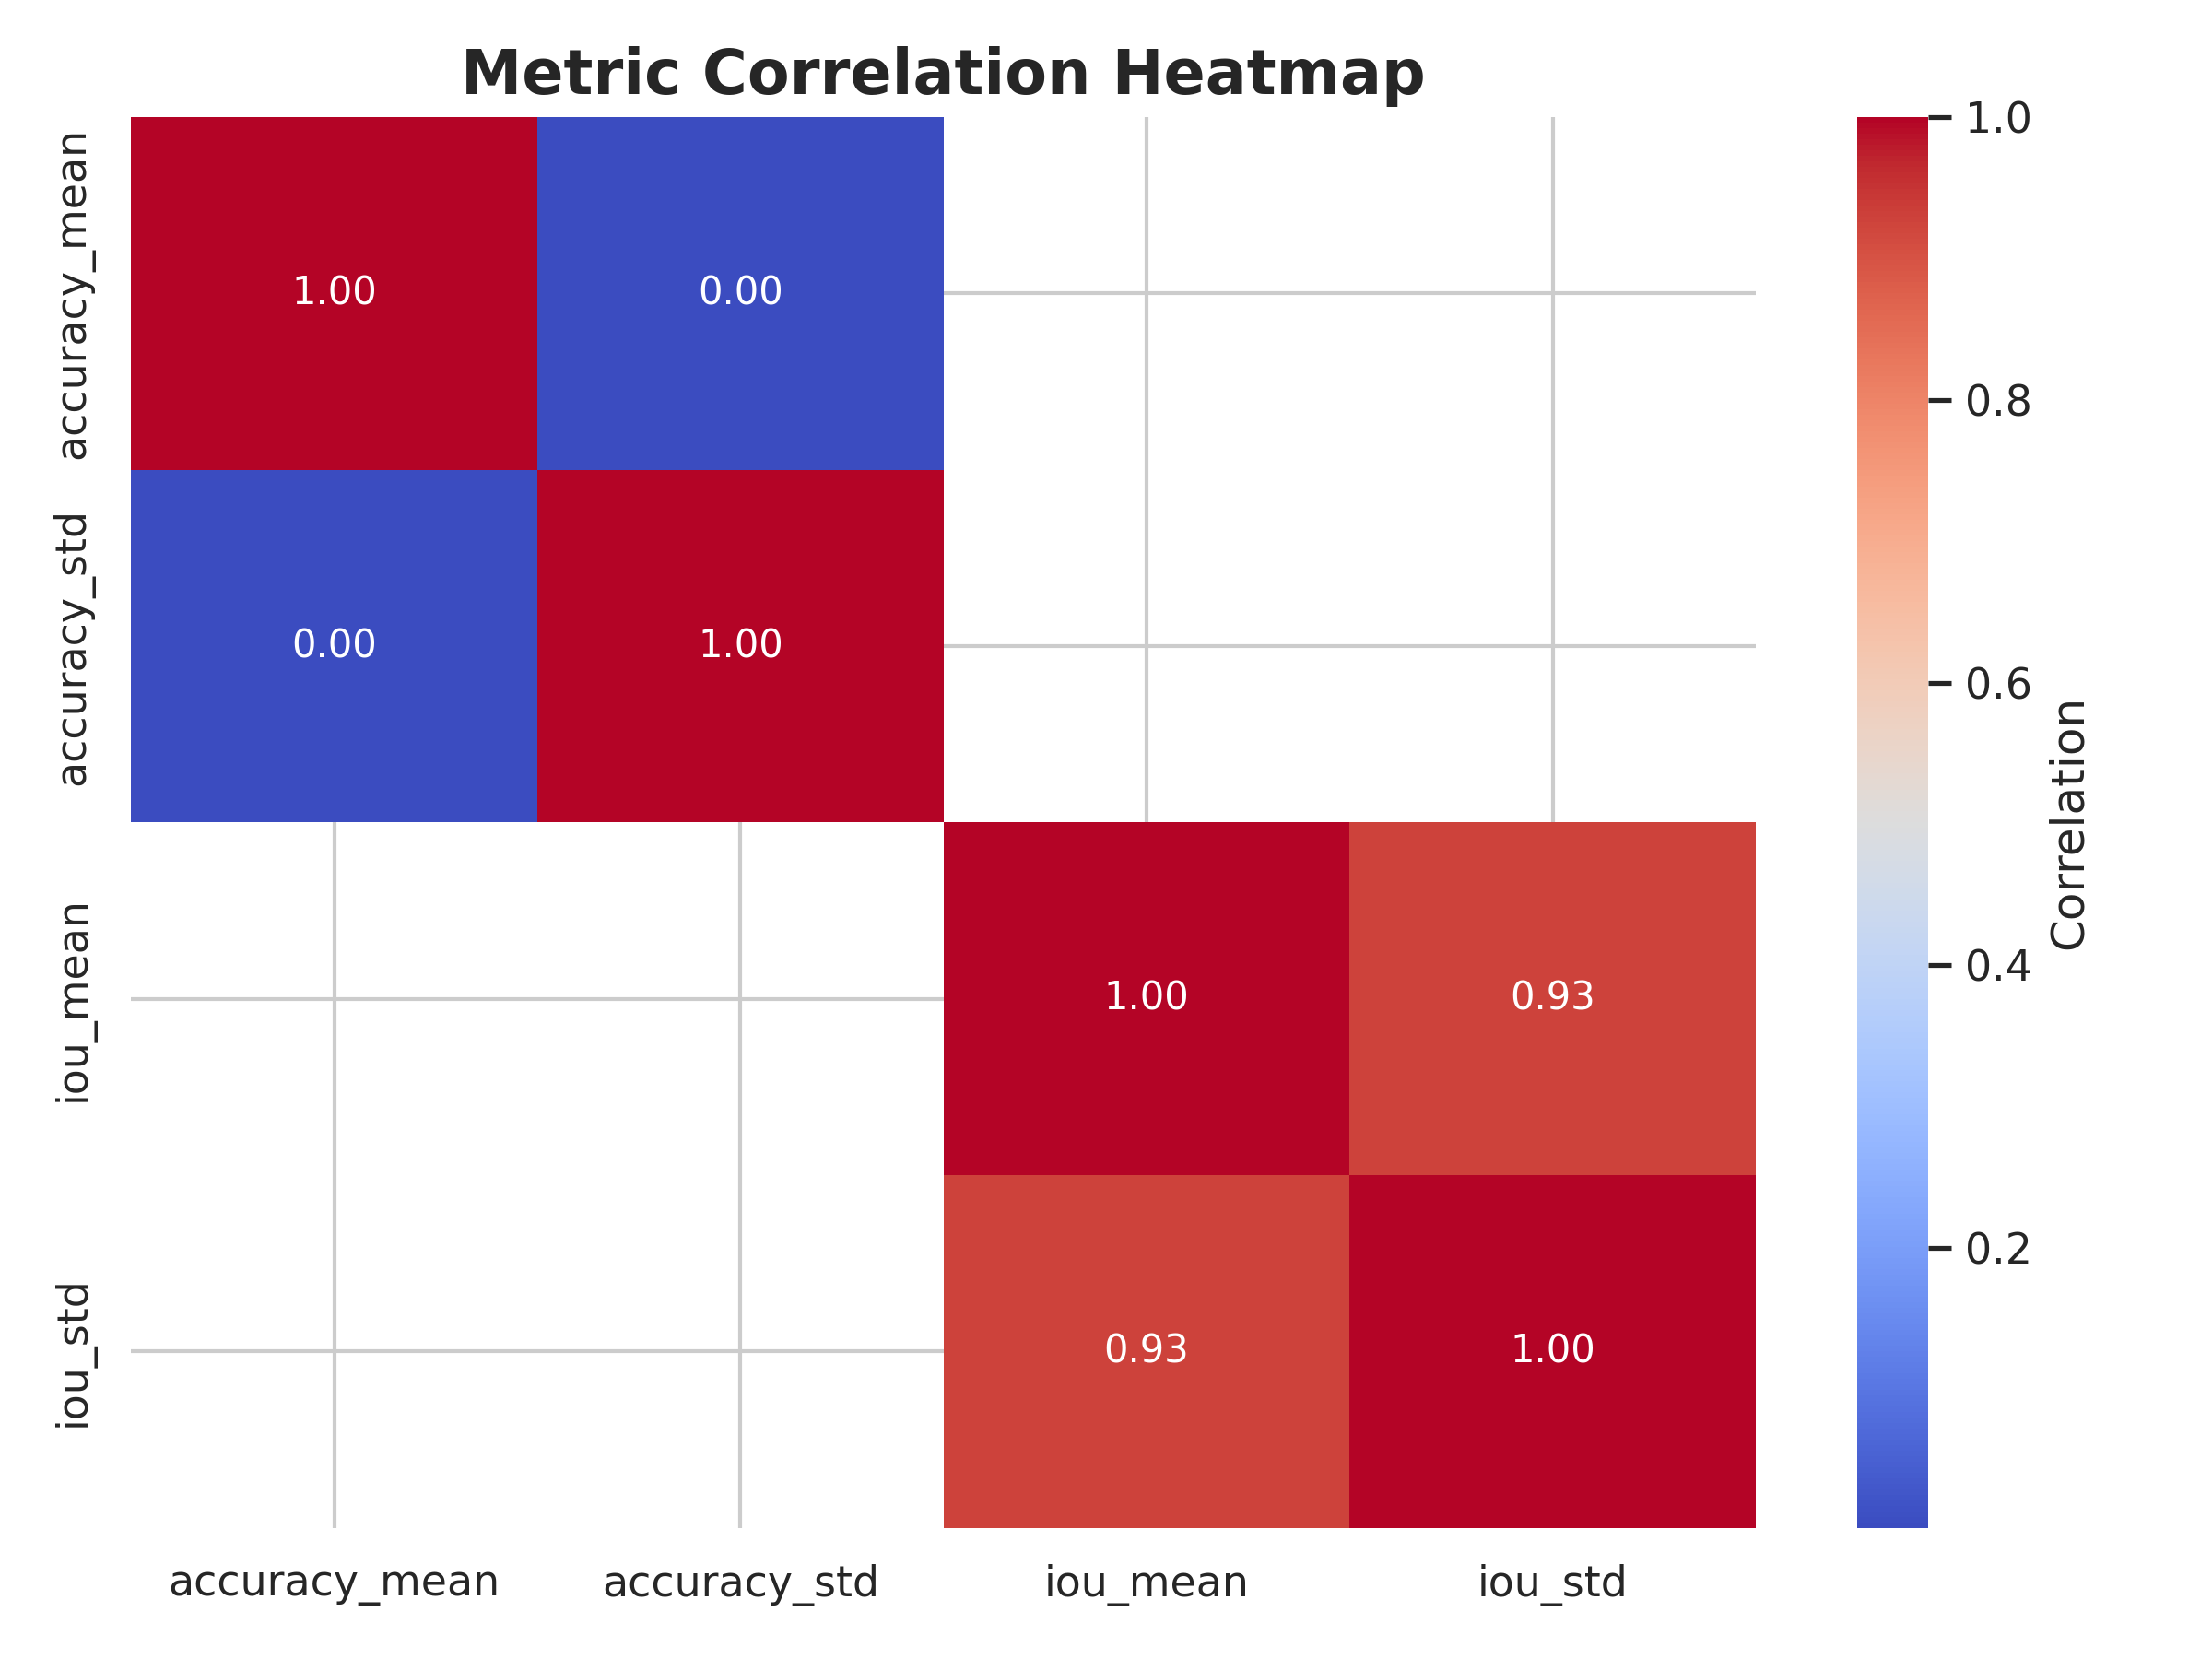 Metric Correlation Heatmap
accuracy_mean
accuracy_std
iou_mean
iou_std
1.00 0.00
0.00 1.00
1.00 0.93
0.93 1.00
accuracy_mean accuracy_std iou_mean iou_std
1.0
0.8
0.6
0.4
0.2
Correlation